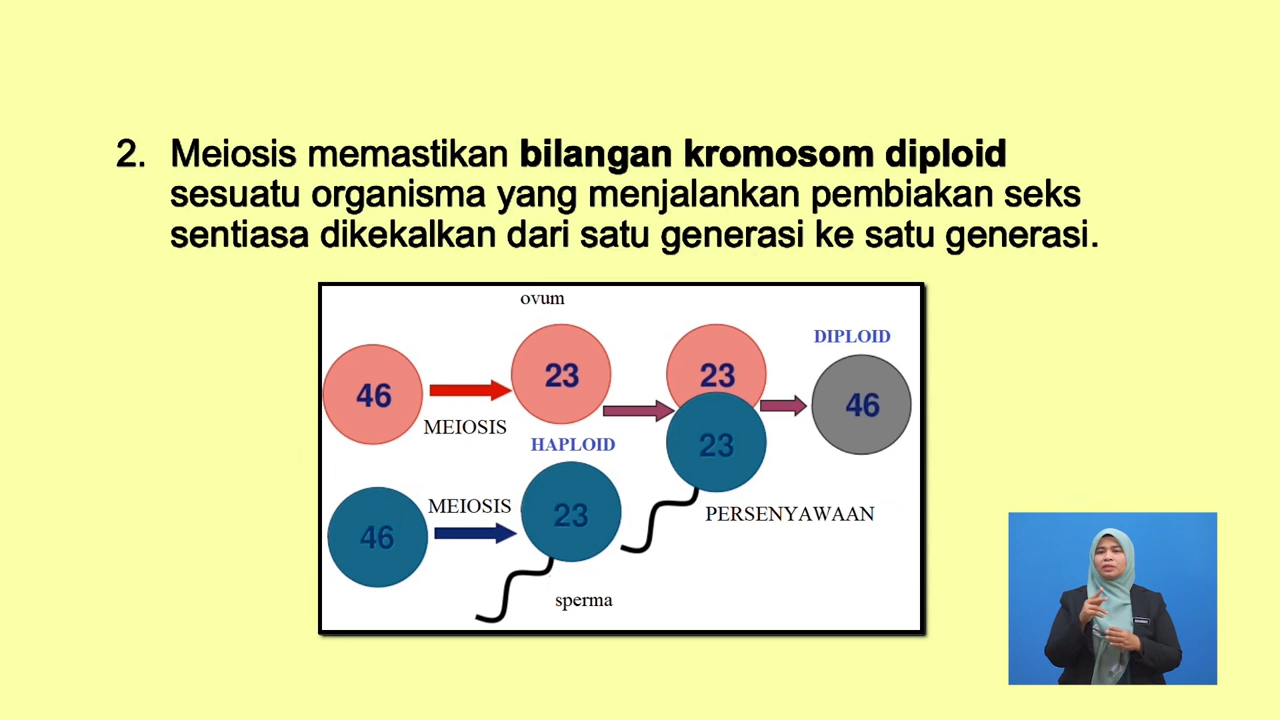 2. Meiosis memastikan bilangan kromosom diploid
sesuatu organisma yang menjalankan pembiakan seks
sentiasa dikekalkan dari satu generasi ke satu generasi.
ovum
DIPLOID
46
23
23
46
MEIOSIS
HAPLOID
23
MEIOSIS
46
23
PERSENYAWAAN
sperma